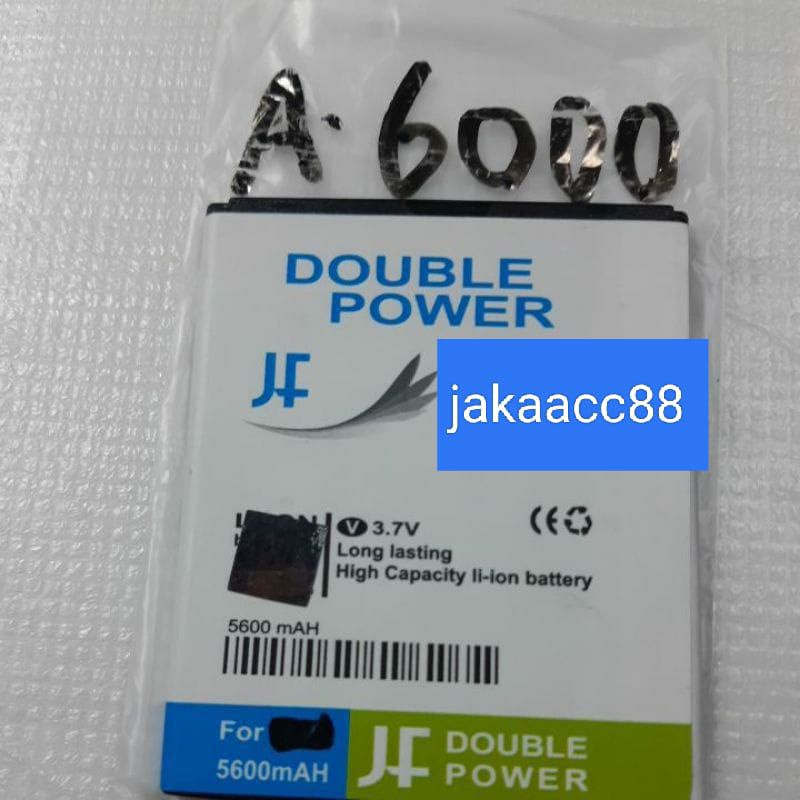 A.6000
DOUBLE
POWER
JF
jakaacc88
V 3.7V
Long lasting
High Capacity li-ion battery
CE
5600 mAH
For
5600mAH
JF DOUBLE
POWER